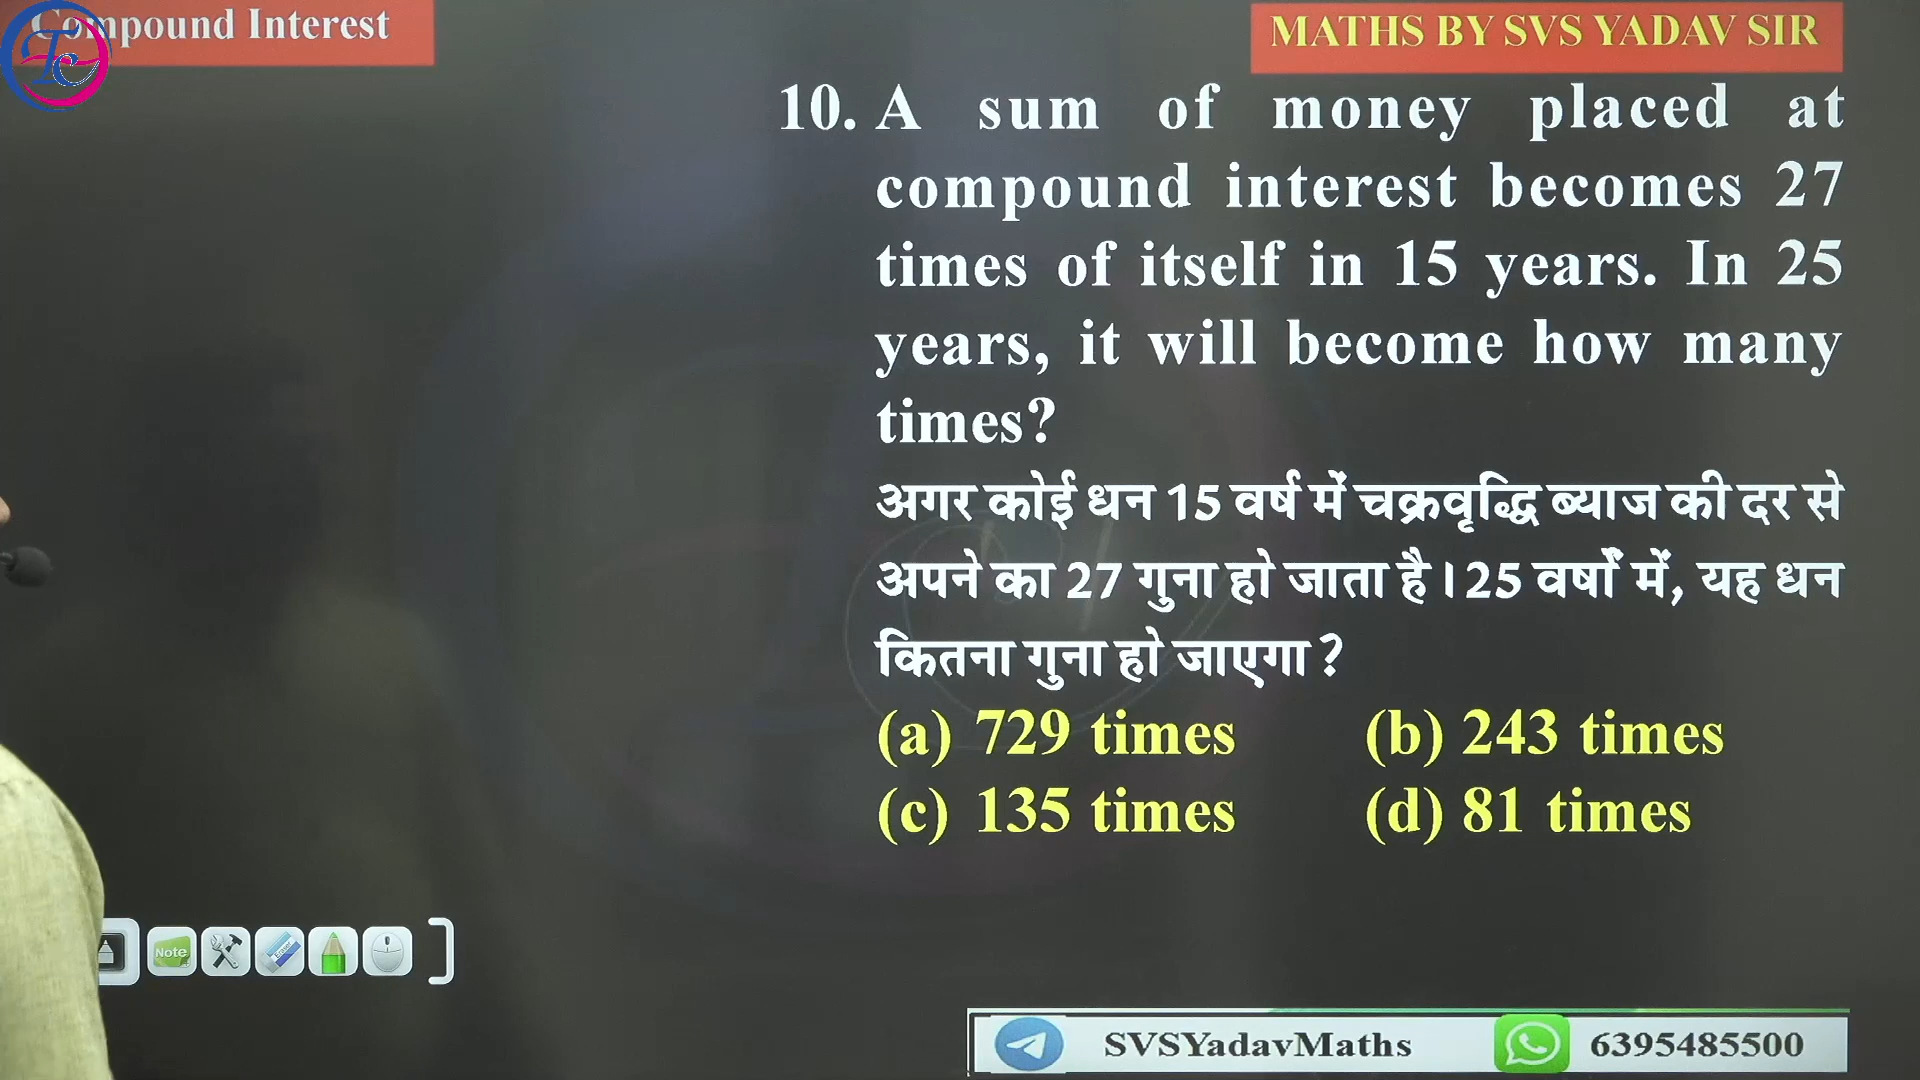 Compound Interest
MATHS BY SVS YADAV SIR
10. A sum of money placed at
compound interest becomes 27
times of itself in 15 years. In 25
years, it will become how many
times?
अगर कोई धन 15 वर्ष में चक्रवृद्धि ब्याज की दर से
अपने का 27 गुना हो जाता है। 25 वर्षों में, यह धन
कितना गुना हो जाएगा ?
(a) 729 times (b) 243 times
(c) 135 times (d) 81 times
Note
Eraser
SVSYadavMaths 6395485500